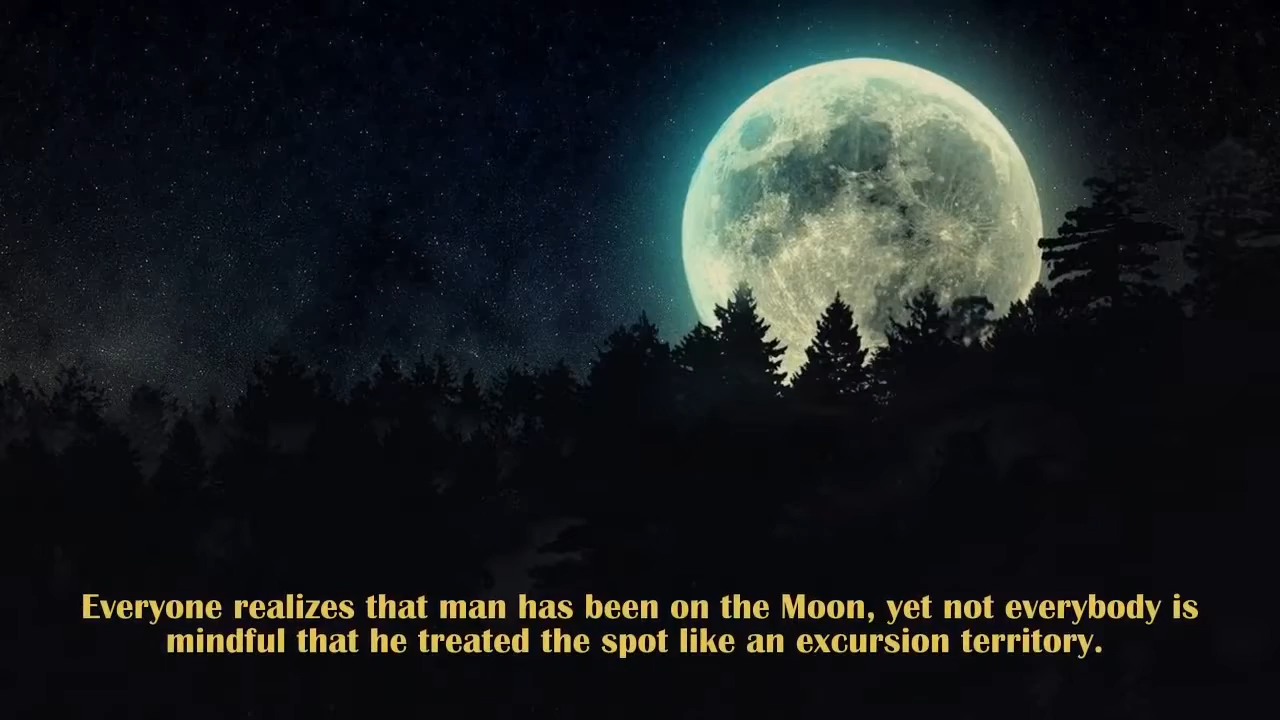 Everyone realizes that man has been on the Moon, yet not everybody is
mindful that he treated the spot like an excursion territory.